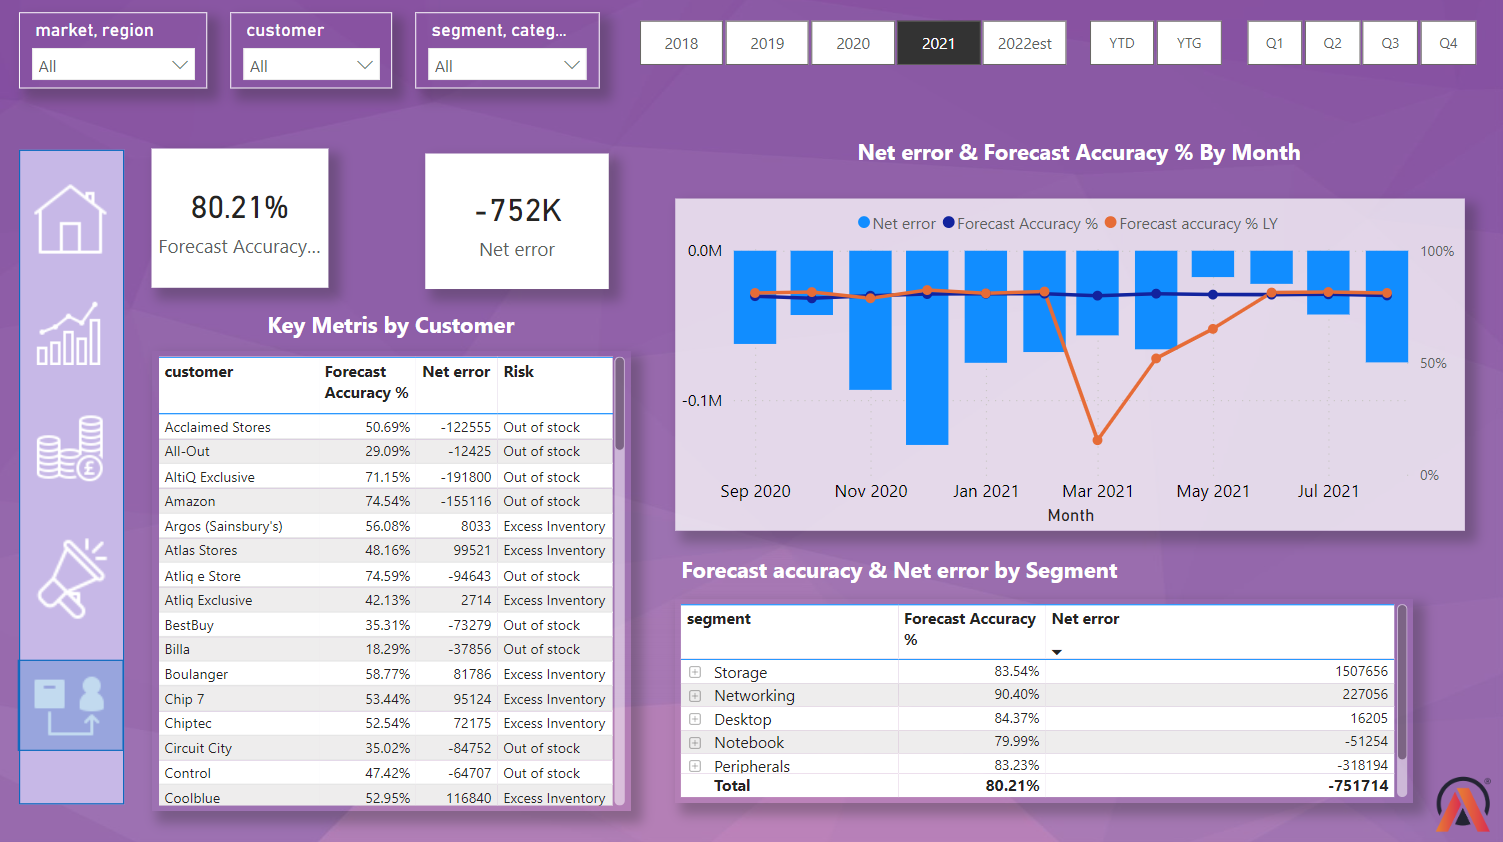 market, region
customer
segment, categ...
All
All
All
2018
2019
2020
2021
2022est
YTD
YTG
Q1
Q2
Q3
Q4
80.21%
Forecast Accuracy...
-752K
Net error
Key Metris by Customer
customer Forecast Accuracy % Net error Risk
Acclaimed Stores 50.69% -122555 Out of stock
All-Out 29.09% -12425 Out of stock
AltiQ Exclusive 71.15% -191800 Out of stock
Amazon 74.54% -155116 Out of stock
Argos (Sainsbury's) 56.08% 8033 Excess Inventory
Atlas Stores 48.16% 99521 Excess Inventory
Atliq e Store 74.59% -94643 Out of stock
Atliq Exclusive 42.13% 2714 Excess Inventory
BestBuy 35.31% -73279 Out of stock
Billa 18.29% -37856 Out of stock
Boulanger 58.77% 81786 Excess Inventory
Chip 7 53.44% 95124 Excess Inventory
Chiptec 52.54% 72175 Excess Inventory
Circuit City 35.02% -84752 Out of stock
Control 47.42% -64707 Out of stock
Coolblue 52.95% 116840 Excess Inventory
Net error & Forecast Accuracy % By Month
Net error Forecast Accuracy % Forecast accuracy % LY
0.0M
-0.1M
100%
50%
0%
Sep 2020 Nov 2020 Jan 2021 Mar 2021 May 2021 Jul 2021
Month
Forecast accuracy & Net error by Segment
segment Forecast Accuracy % Net error
Storage 83.54% 1507656
Networking 90.40% 227056
Desktop 84.37% 16205
Notebook 79.99% -51254
Peripherals 83.23% -318194
Total 80.21% -751714